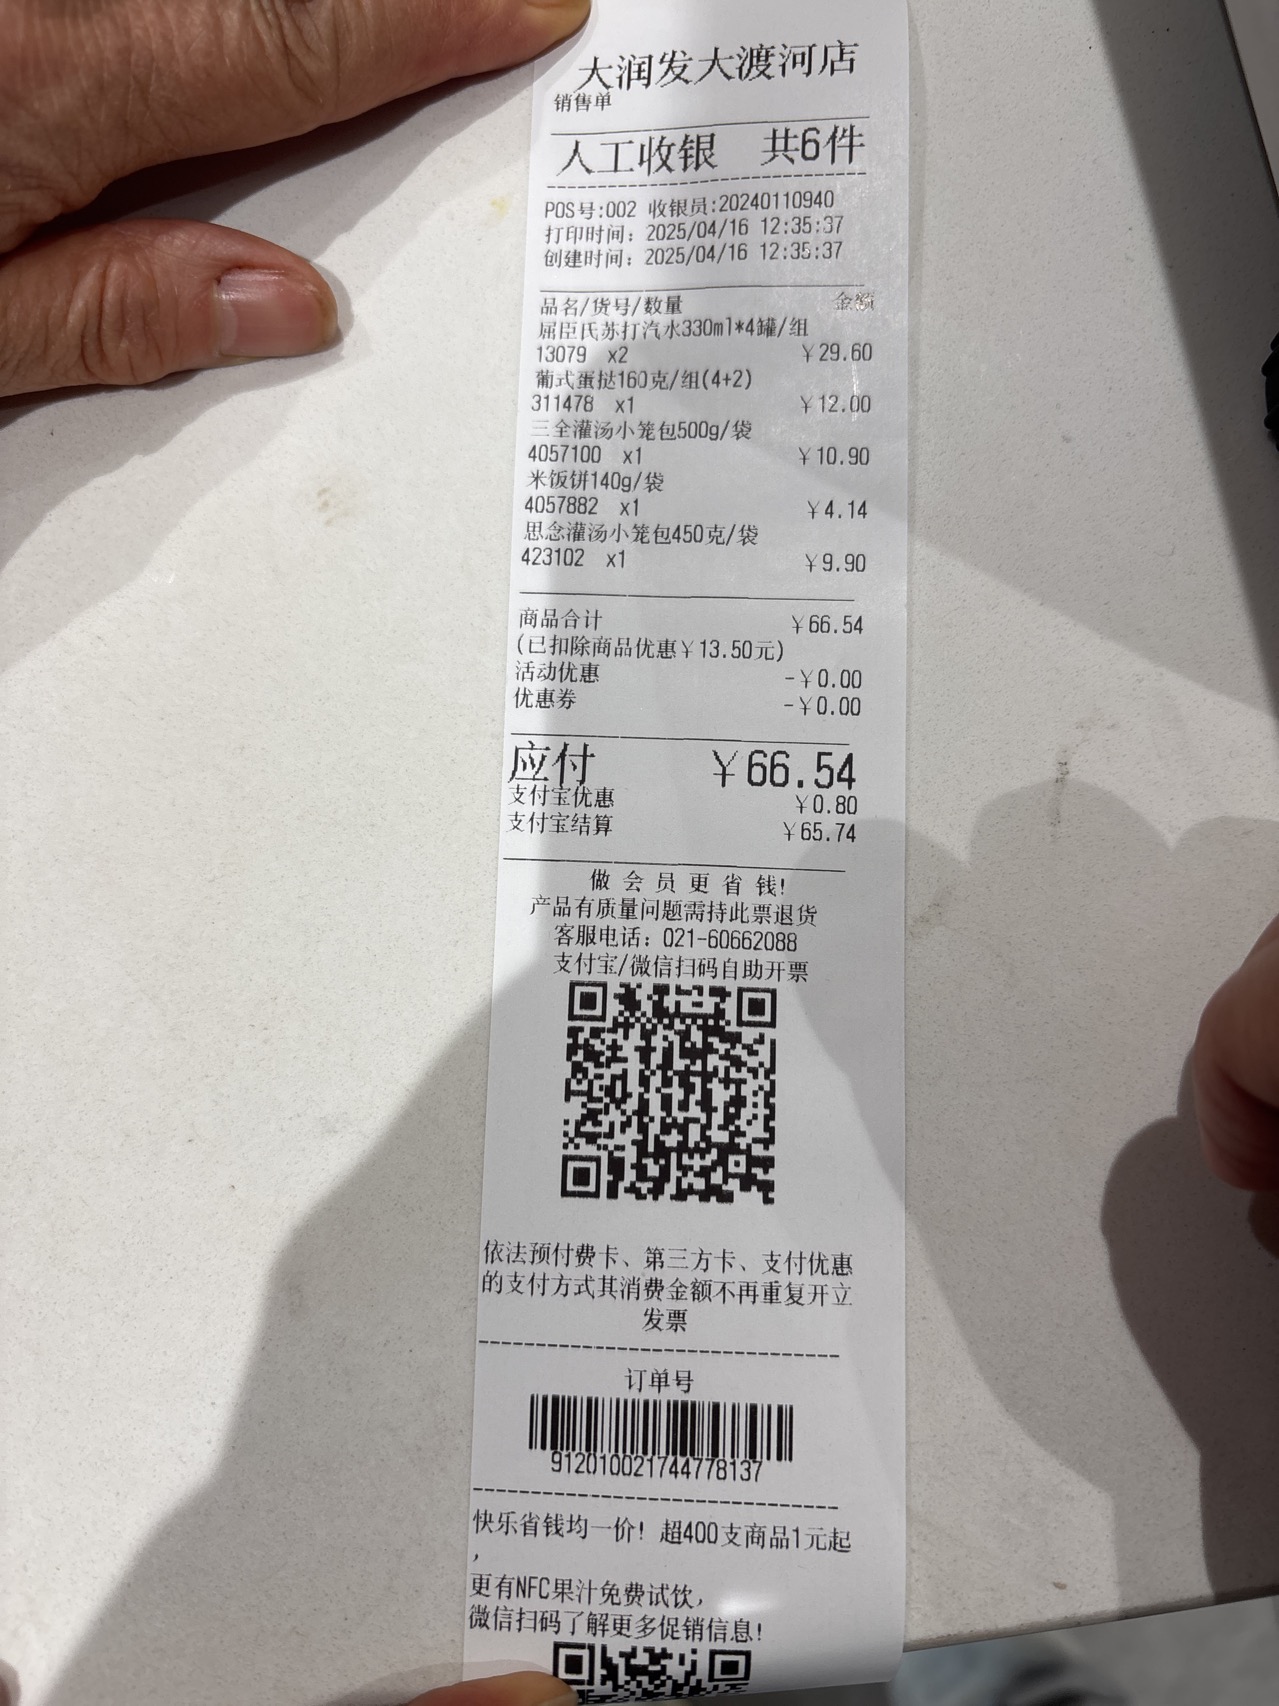 大润发大渡河店
销售单
人工收银 共6件
POS号:002 收银员:20240110940
打印时间: 2025/04/16 12:35:37
创建时间: 2025/04/16 12:35:37
品名/货号/数量 金额
屈臣氏苏打汽水330ml*4罐/组
13079 x2 ￥29.60
葡式蛋挞160克/组(4+2)
311478 x1 ￥12.00
三全灌汤小笼包500g/袋
4057100 x1 ￥10.90
米饭饼140g/袋
4057882 x1 ￥4.14
思念灌汤小笼包450克/袋
423102 x1 ￥9.90
商品合计 ￥66.54
(已扣除商品优惠￥13.50元)
活动优惠 -￥0.00
优惠券 -￥0.00
应付 ￥66.54
支付宝优惠 ￥0.80
支付宝结算 ￥65.74
做会员更省钱!
产品有质量问题需持此票退货
客服电话: 021-60662088
支付宝/微信扫码自助开票
依法预付费卡、第三方卡、支付优惠
的支付方式其消费金额不再重复开立
发票
订单号
912010021744778137
快乐省钱均一价! 超400支商品1元起
,
更有NFC果汁免费试饮,
微信扫码了解更多促销信息!